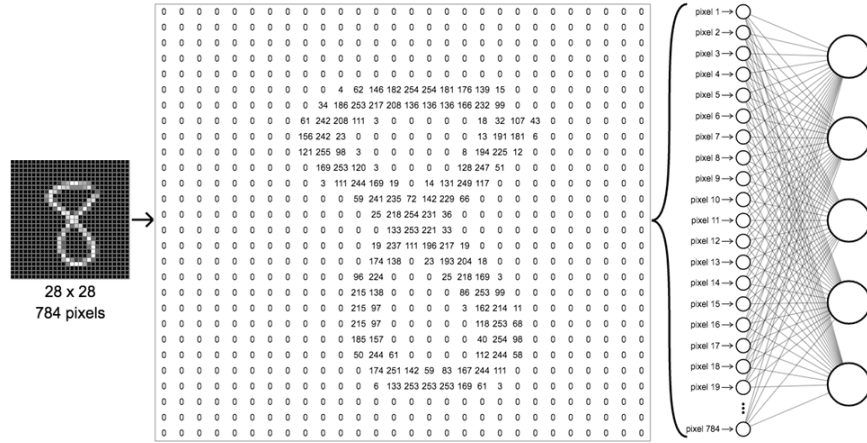 0 0 0 0 0 0 0 0 0 0 0 0 0 0 0 0 0 0 0 0 0 0 0 0 0 0 0 0
0 0 0 0 0 0 0 0 0 0 0 0 0 0 0 0 0 0 0 0 0 0 0 0 0 0 0 0
0 0 0 0 0 0 0 0 0 0 0 0 0 0 0 0 0 0 0 0 0 0 0 0 0 0 0 0
0 0 0 0 0 0 0 0 0 0 0 0 0 0 0 0 0 0 0 0 0 0 0 0 0 0 0 0
0 0 0 0 0 0 0 0 0 0 0 0 0 0 0 0 0 0 0 0 0 0 0 0 0 0 0 0
0 0 0 0 0 0 0 0 0 0 4 62 146 182 254 254 181 176 139 15 0 0 0 0 0 0 0 0
0 0 0 0 0 0 0 0 0 34 186 253 217 208 136 136 136 166 232 99 0 0 0 0 0 0 0 0
0 0 0 0 0 0 0 0 61 242 208 111 3 0 0 0 0 0 18 32 107 43 0 0 0 0 0 0
0 0 0 0 0 0 0 0 156 242 23 0 0 0 0 0 0 0 13 191 181 6 0 0 0 0 0 0
0 0 0 0 0 0 0 0 121 255 98 3 0 0 0 0 0 8 194 225 12 0 0 0 0 0 0 0
0 0 0 0 0 0 0 0 0 169 253 120 3 0 0 0 0 128 247 51 0 0 0 0 0 0 0 0
0 0 0 0 0 0 0 0 0 3 111 244 169 19 0 14 131 249 117 0 0 0 0 0 0 0 0 0
0 0 0 0 0 0 0 0 0 0 0 59 241 235 72 142 229 66 0 0 0 0 0 0 0 0 0 0
0 0 0 0 0 0 0 0 0 0 0 0 25 218 254 231 36 0 0 0 0 0 0 0 0 0 0 0
0 0 0 0 0 0 0 0 0 0 0 0 0 133 253 221 33 0 0 0 0 0 0 0 0 0 0 0
0 0 0 0 0 0 0 0 0 0 0 0 19 237 111 196 217 19 0 0 0 0 0 0 0 0 0 0
0 0 0 0 0 0 0 0 0 0 0 0 174 138 0 23 193 204 18 0 0 0 0 0 0 0 0 0
0 0 0 0 0 0 0 0 0 0 0 96 224 0 0 0 25 218 169 3 0 0 0 0 0 0 0 0
0 0 0 0 0 0 0 0 0 0 0 215 138 0 0 0 0 86 253 99 0 0 0 0 0 0 0 0
0 0 0 0 0 0 0 0 0 0 0 215 97 0 0 0 0 3 162 214 11 0 0 0 0 0 0 0
0 0 0 0 0 0 0 0 0 0 0 215 97 0 0 0 0 0 118 253 68 0 0 0 0 0 0 0
0 0 0 0 0 0 0 0 0 0 0 185 157 0 0 0 0 0 40 254 98 0 0 0 0 0 0 0
0 0 0 0 0 0 0 0 0 0 0 50 244 61 0 0 0 0 112 244 58 0 0 0 0 0 0 0
0 0 0 0 0 0 0 0 0 0 0 0 174 251 142 59 83 167 244 111 0 0 0 0 0 0 0 0
0 0 0 0 0 0 0 0 0 0 0 0 6 133 253 253 253 169 61 3 0 0 0 0 0 0 0 0
0 0 0 0 0 0 0 0 0 0 0 0 0 0 0 0 0 0 0 0 0 0 0 0 0 0 0 0
0 0 0 0 0 0 0 0 0 0 0 0 0 0 0 0 0 0 0 0 0 0 0 0 0 0 0 0
0 0 0 0 0 0 0 0 0 0 0 0 0 0 0 0 0 0 0 0 0 0 0 0 0 0 0 0
28 x 28
784 pixels
pixel 1
pixel 2
pixel 3
pixel 4
pixel 5
pixel 6
pixel 7
pixel 8
pixel 9
pixel 10
pixel 11
pixel 12
pixel 13
pixel 14
pixel 15
pixel 16
pixel 17
pixel 18
pixel 19
pixel 784